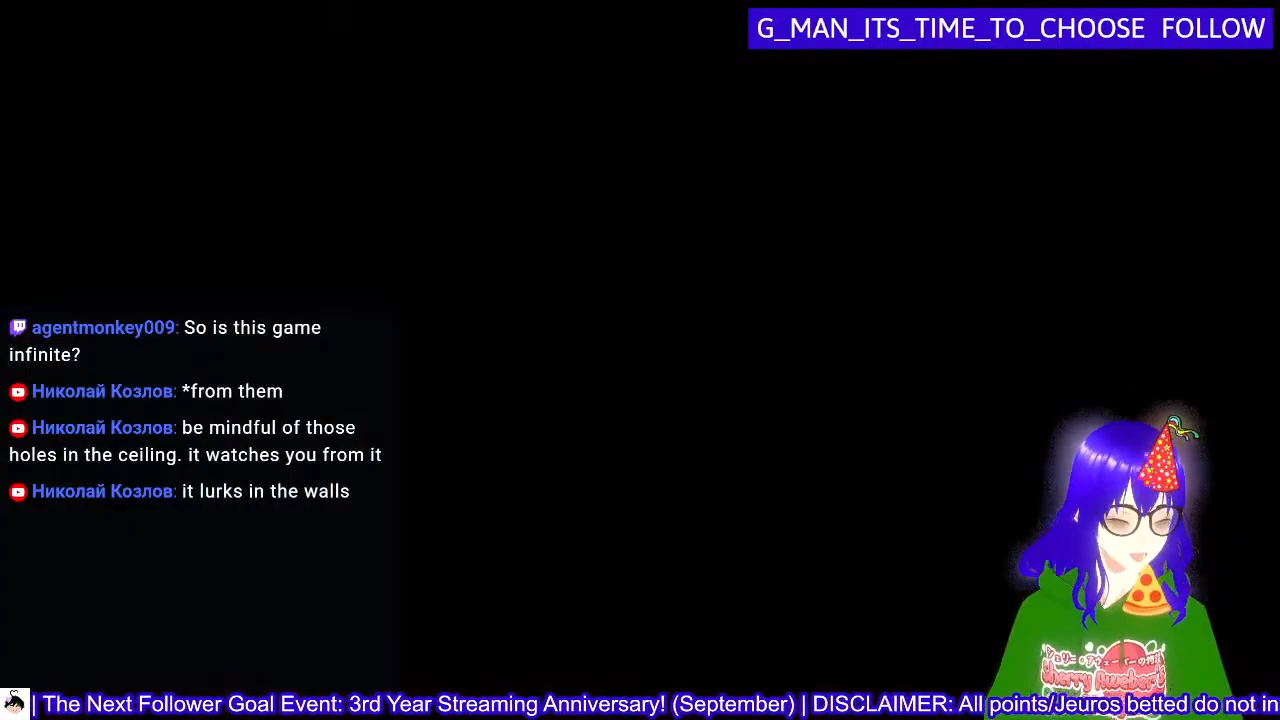 G_MAN_ITS_TIME_TO_CHOOSE FOLLOW
agentmonkey009: So is this game
infinite?
Николай Козлов: *from them
Николай Козлов: be mindful of those
holes in the ceiling. it watches you from it
Николай Козлов: it lurks in the walls
| The Next Follower Goal Event: 3rd Year Streaming Anniversary! (September) | DISCLAIMER: All points/Jeuros betted do not in